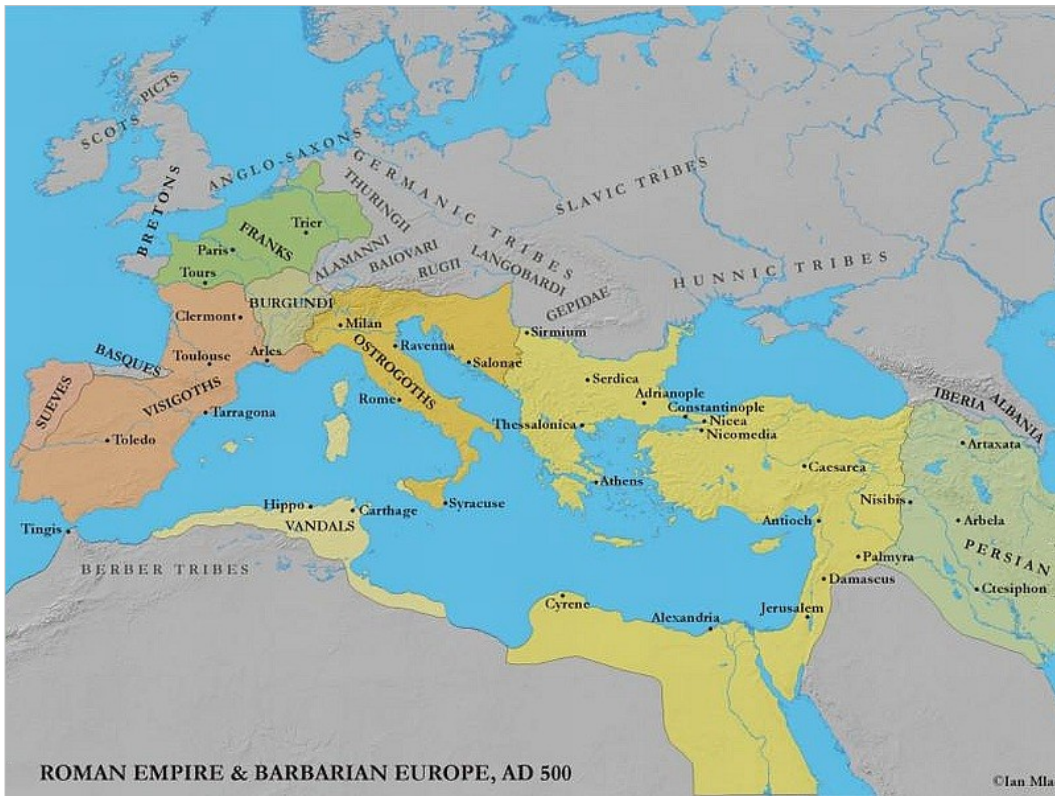 PICTS
SCOTS
ANGLO-SAXONS
BRETONS
GERMANIC TRIBES
THURINGII
SLAVIC TRIBES
Trier
FRANKS
Paris
Tours
ALAMANNI
BAIOVARI
RUGII
LANGOBARDI
GEPIDAE
HUNNIC TRIBES
BURGUNDI
Clermont
Milan
Ravenna
Sirmium
BASQUES
Toulouse
Arles
OSTROGOTHS
Salonae
SUEVES
VISIGOTHS
Serdica
Rome
Adrianople
Tarragona
Constantinople
IBERIA
ALBANIA
Thessalonica
Nicea
Nicomedia
Toledo
Artaxata
Caesarea
Athens
Nisibis
Hippo
Carthage
Syracuse
VANDALS
Tingis
Antioch
Arbela
PERSIAN
BERBER TRIBES
Palmyra
Damascus
Ctesiphon
Cyrene
Alexandria
Jerusalem
ROMAN EMPIRE & BARBARIAN EUROPE, AD 500
©Ian Mla